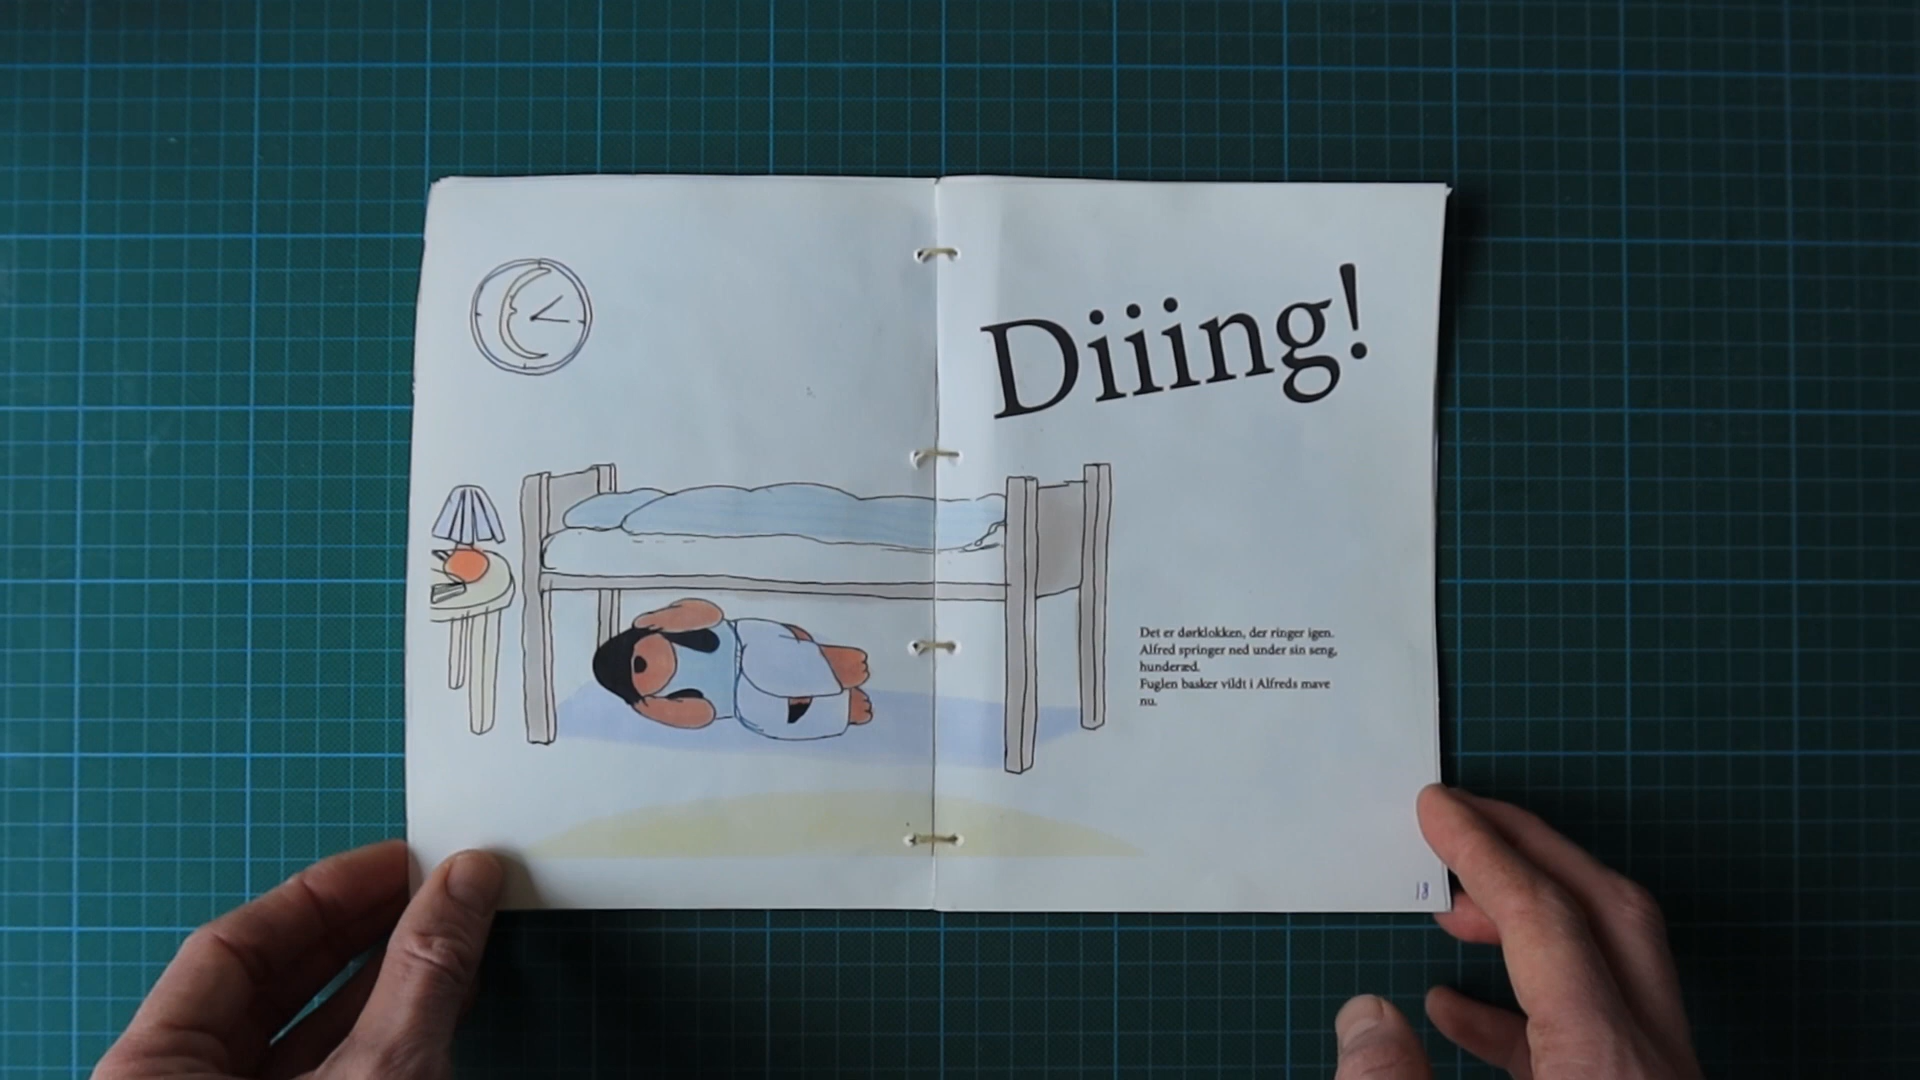 Diiing!
Det er dørklokken, der ringer igen.
Alfred springer ned under sin seng,
hunderæd.
Fuglen basker vildt i Alfreds mave
nu.
13